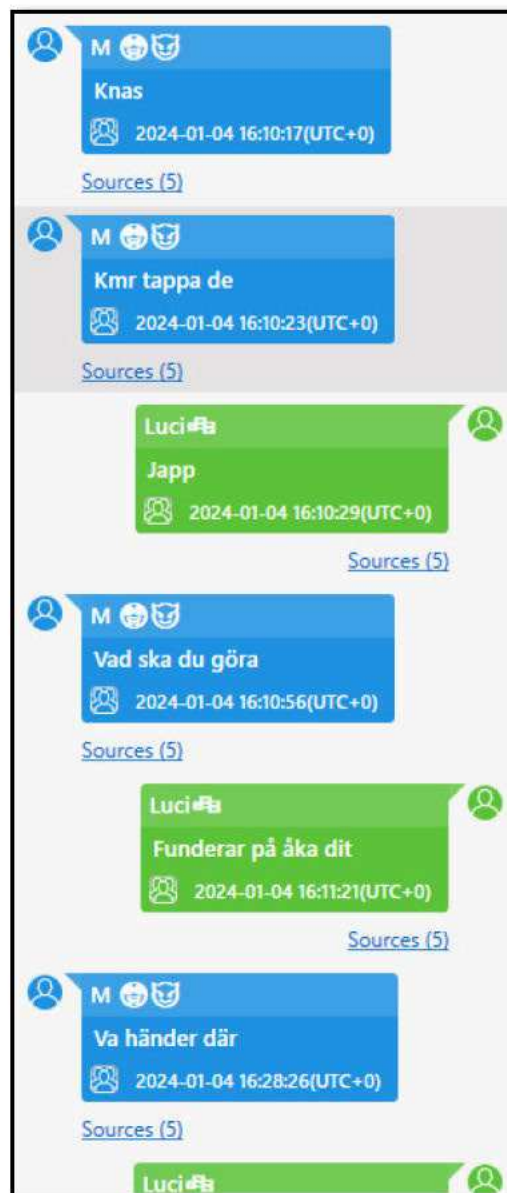 M
Knas
2024-01-04 16:10:17(UTC+0)
Sources (5)
M
Kmr tappa de
2024-01-04 16:10:23(UTC+0)
Sources (5)
Luci
Japp
2024-01-04 16:10:29(UTC+0)
Sources (5)
M
Vad ska du göra
2024-01-04 16:10:56(UTC+0)
Sources (5)
Luci
Funderar på åka dit
2024-01-04 16:11:21(UTC+0)
Sources (5)
M
Va händer där
2024-01-04 16:28:26(UTC+0)
Sources (5)
Luci